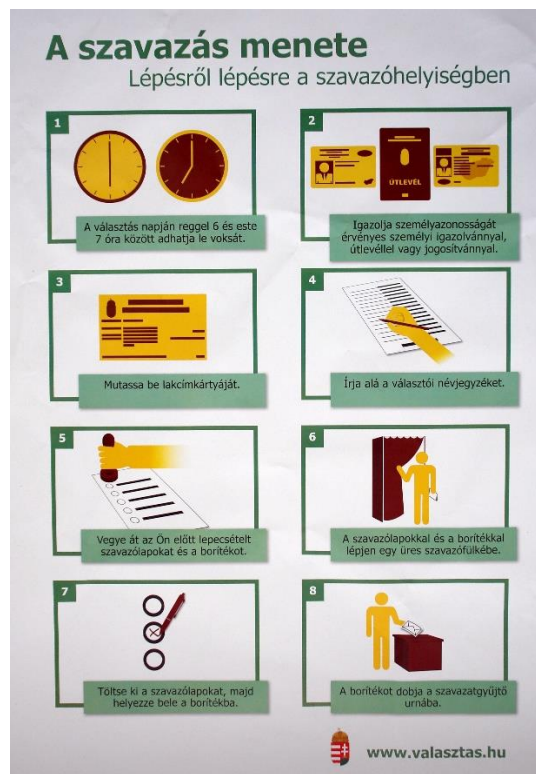 A szavazás menete
Lépésről lépésre a szavazóhelyiségben
1
A választás napján reggel 6 és este
7 óra között adhatja le voksát.
2
ÚTLEVÉL
Igazolja személyazonosságát
érvényes személyi igazolvánnyal,
útlevéllel vagy jogosítvánnyal.
3
Mutassa be lakcímkártyáját.
4
Írja alá a választói névjegyzéket.
5
Vegye át az Ön előtt lepecsételt
szavazólapokat és a borítékot.
6
A szavazólapokkal és a borítékkal
lépjen egy üres szavazófülkébe.
7
Töltse ki a szavazólapokat, majd
helyezze bele a borítékba.
8
A borítékot dobja a szavazatgyűjtő
urnába.
www.valasztas.hu